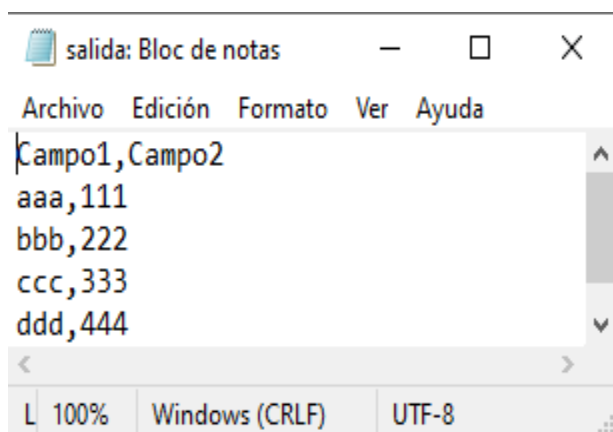 salida: Bloc de notas
Archivo Edición Formato Ver Ayuda
Campo1,Campo2
aaa,111
bbb,222
ccc,333
ddd,444
L 100% Windows (CRLF) UTF-8